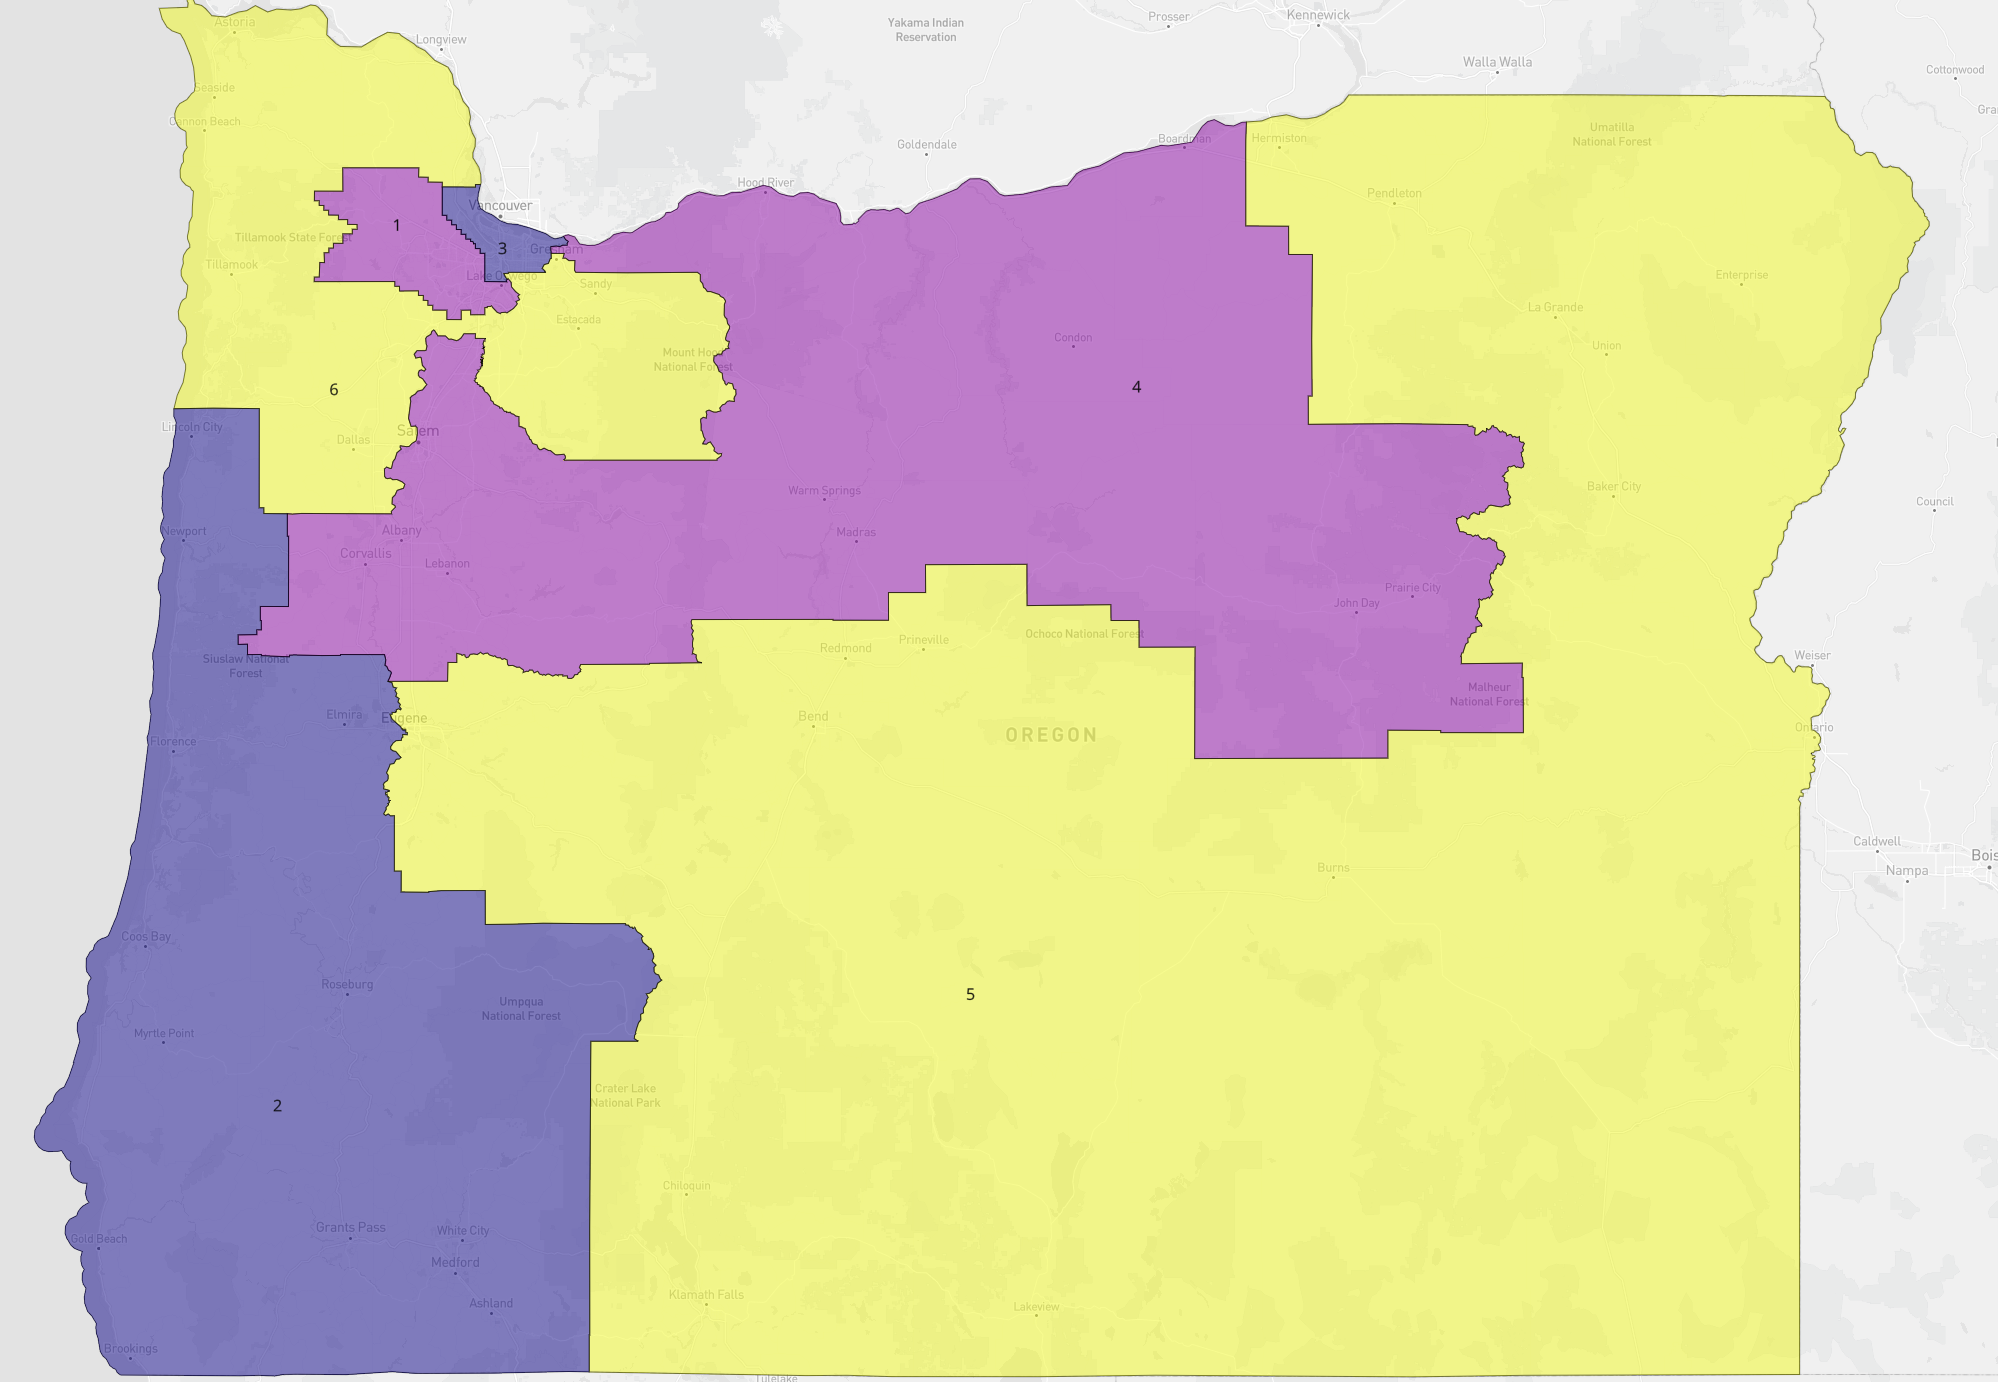 Astoria
Longview
Yakama Indian
Reservation
Prosser
Kennewick
Walla Walla
Cottonwood
Seaside
Cannon Beach
Goldendale
Boardman
Hermiston
Umatilla
National Forest
Hood River
Vancouver
Pendleton
1
3
Gresham
Tillamook State Forest
Tillamook
Lake Oswego
Sandy
Enterprise
Estacada
La Grande
Condon
Union
Mount Hood
National Forest
6
4
Lincoln City
Dallas
Salem
Warm Springs
Baker City
Council
Newport
Albany
Madras
Corvallis
Lebanon
Prairie City
John Day
Siuslaw National
Forest
Redmond
Prineville
Ochoco National Forest
Weiser
Malheur
National Forest
Elmira
Eugene
Bend
OREGON
Ontario
Florence
Caldwell
Burns
Nampa
Coos Bay
Roseburg
5
Umpqua
National Forest
Myrtle Point
Crater Lake
National Park
2
Chiloquin
Grants Pass
White City
Gold Beach
Medford
Klamath Falls
Ashland
Lakeview
Brookings
Tulelake